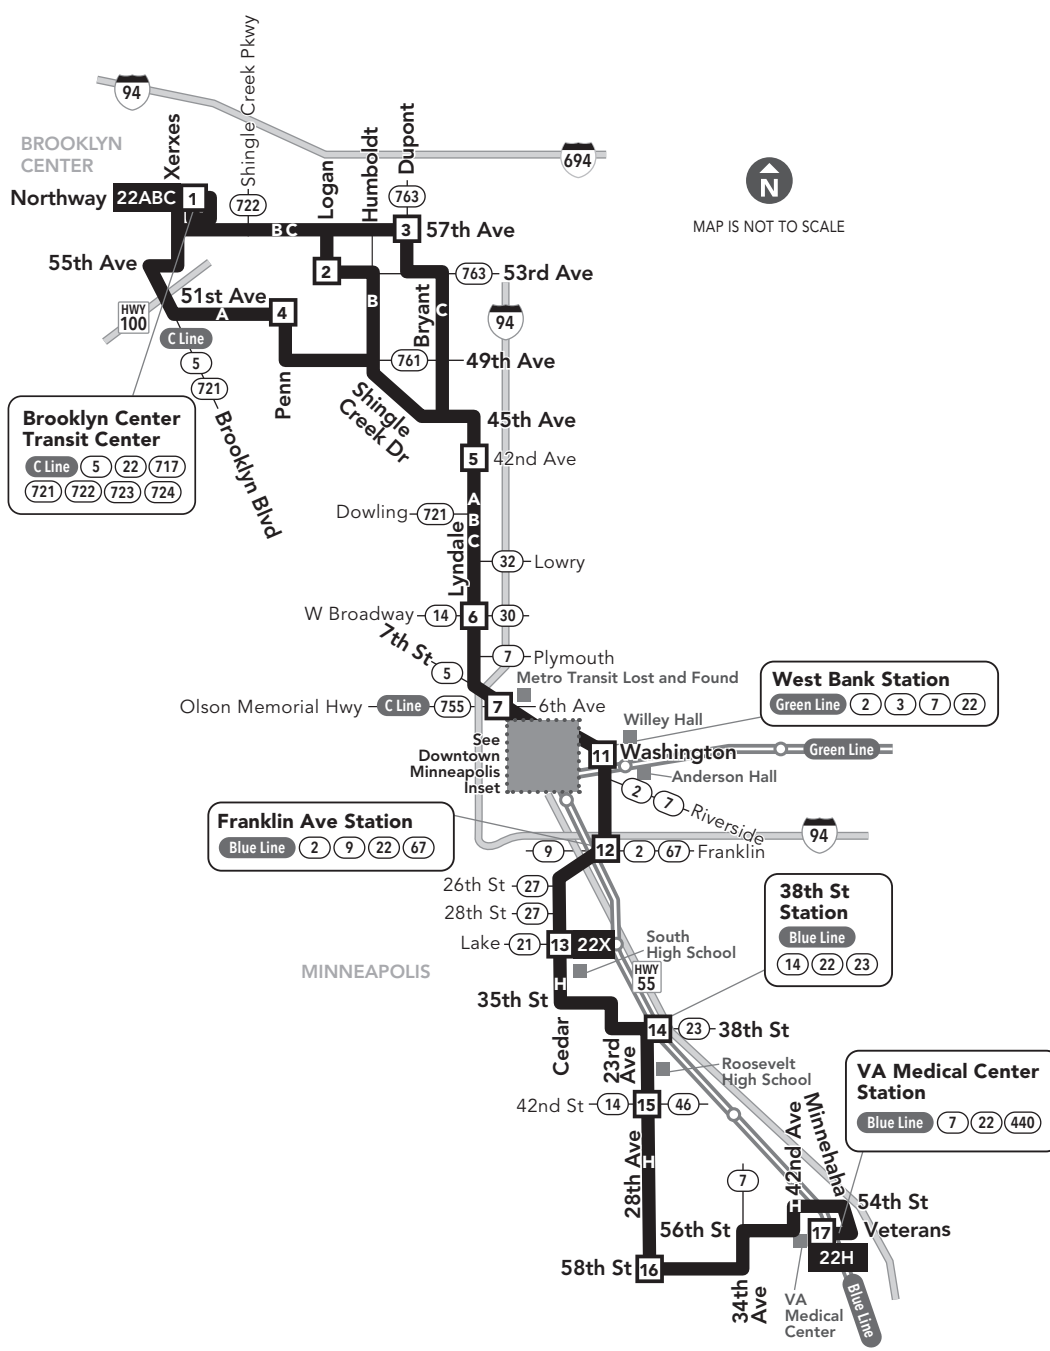 94
Shingle Creek Pkwy
Xerxes
BROOKLYN
CENTER
Logan
Humboldt
Dupont
694
N
MAP IS NOT TO SCALE
Northway 22ABC 1
722
763
B C
3 57th Ave
55th Ave
2
763 53rd Ave
51st Ave
HWY
100
A
4
B
Bryant
C
94
C Line
5
721
Brooklyn Blvd
Penn
761 49th Ave
Shingle
Creek Dr
45th Ave
5 42nd Ave
Brooklyn Center
Transit Center
C Line 5 22 717
721 722 723 724
Dowling 721
A
B
C
Lyndale
32 Lowry
W Broadway 14 6 30
7th St
5
7 Plymouth
Metro Transit Lost and Found
Olson Memorial Hwy C Line 755 7 6th Ave
See
Downtown
Minneapolis
Inset
West Bank Station
Green Line 2 3 7 22
Willey Hall
11 Washington
Green Line
Anderson Hall
2 7 Riverside
94
Franklin Ave Station
Blue Line 2 9 22 67
9 12 2 67 Franklin
26th St 27
28th St 27
Lake 21 13 22X
South
High School
MINNEAPOLIS
HWY
55
38th St
Station
Blue Line
14 22 23
H
35th St
Cedar
23rd
Ave
14 23 38th St
Roosevelt
High School
42nd St 14 15 46
VA Medical Center
Station
Blue Line 7 22 440
28th Ave
H
7
42nd Ave
Minnehaha
H
54th St
Veterans
56th St
17
22H
58th St 16
34th
Ave
VA
Medical
Center
Blue Line